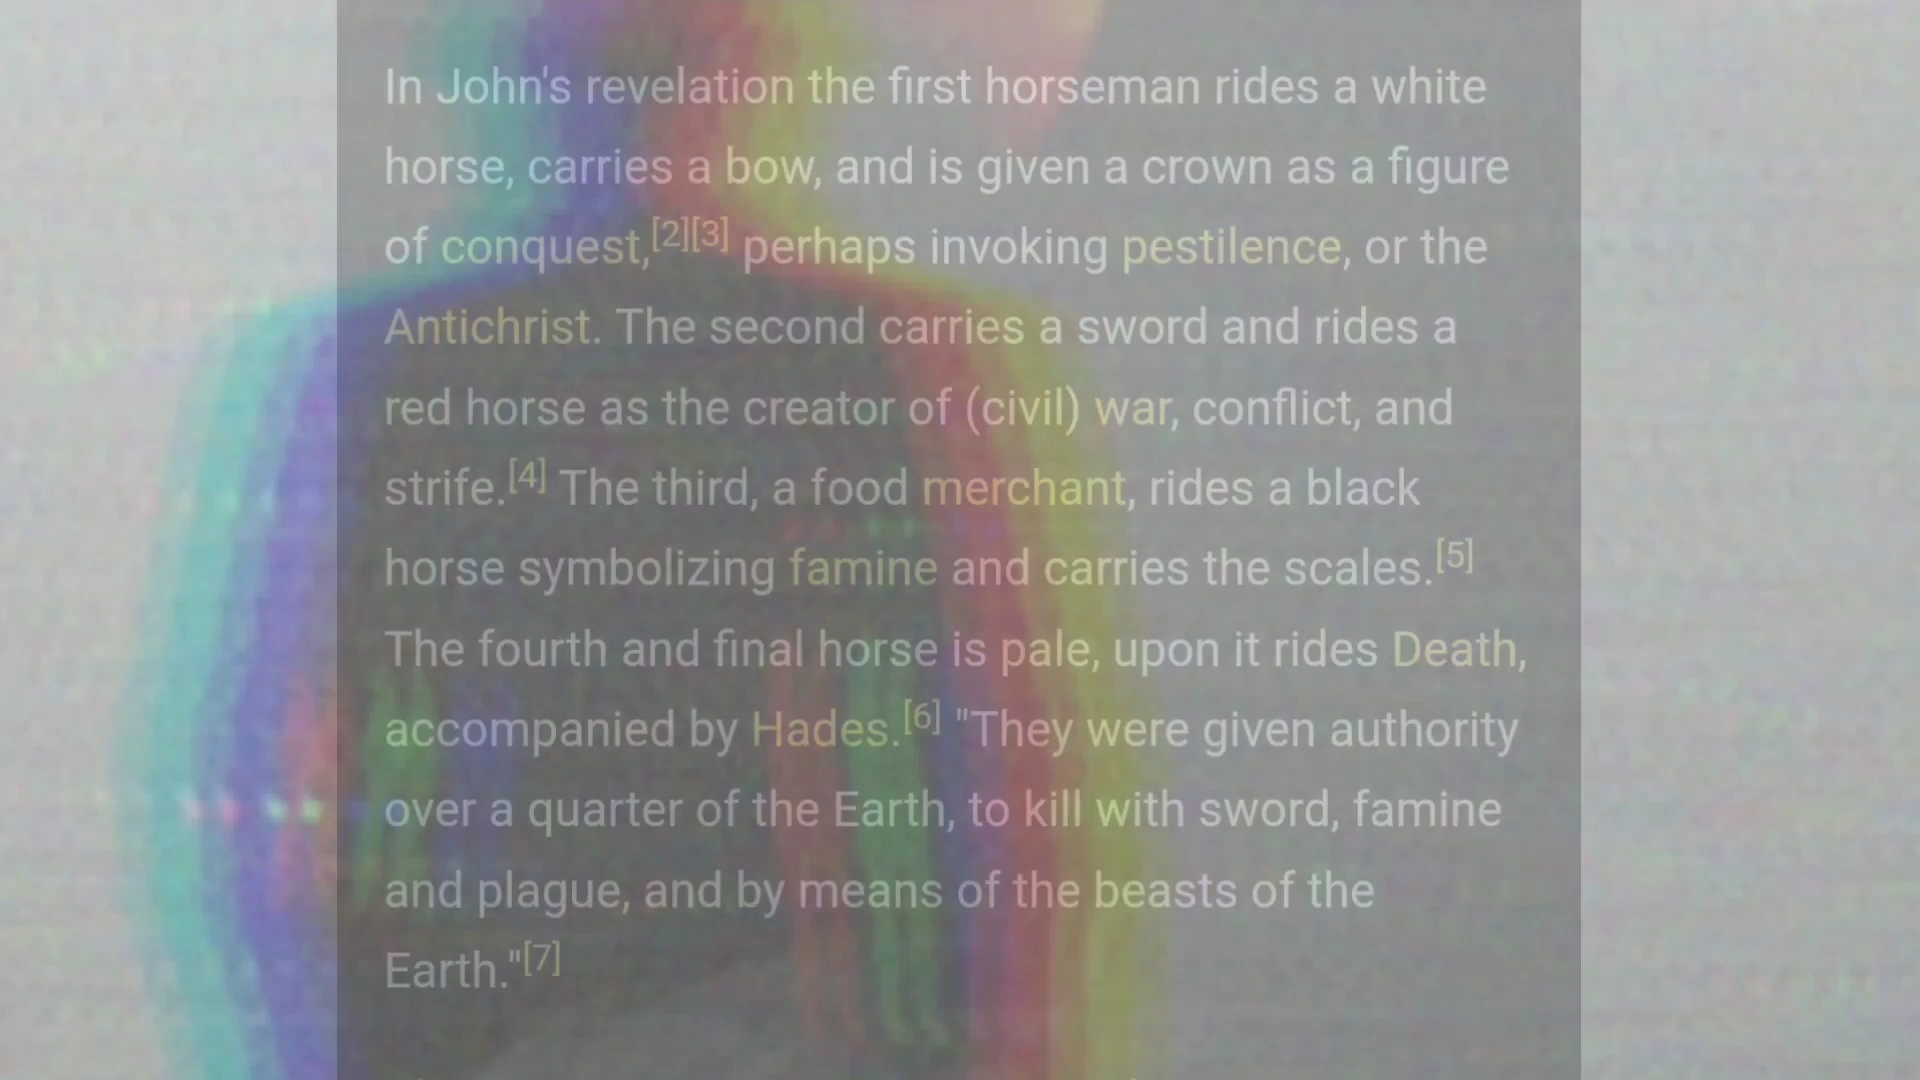 In John's revelation the first horseman rides a white
horse, carries a bow, and is given a crown as a figure
of conquest,[2][3] perhaps invoking pestilence, or the
Antichrist. The second carries a sword and rides a
red horse as the creator of (civil) war, conflict, and
strife.[4] The third, a food merchant, rides a black
horse symbolizing famine and carries the scales.[5]
The fourth and final horse is pale, upon it rides Death,
accompanied by Hades.[6] "They were given authority
over a quarter of the Earth, to kill with sword, famine
and plague, and by means of the beasts of the
Earth."[7]